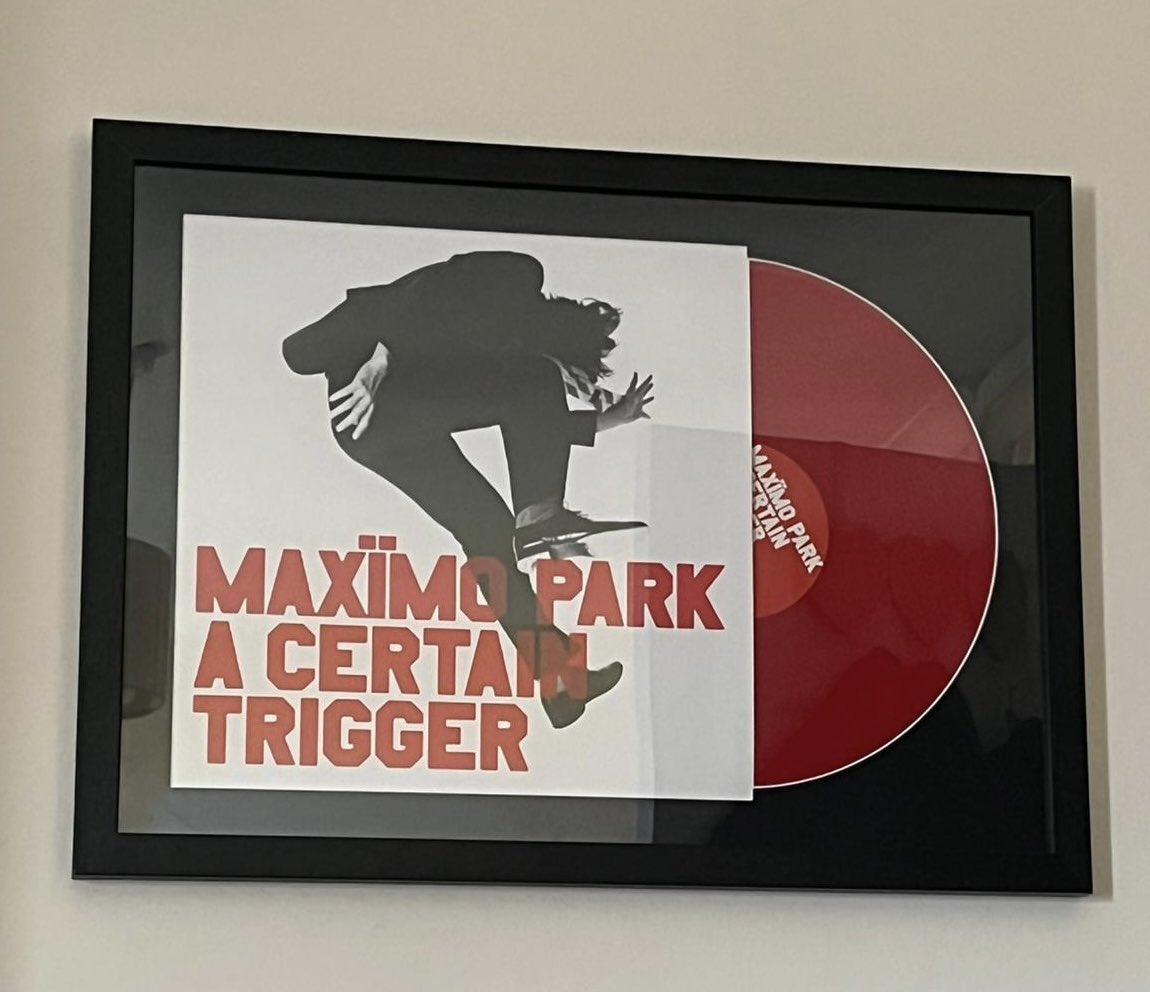 MAXÏMO PARK
A CERTAIN
TRIGGER
MAXÏMO PARK
CERTAIN